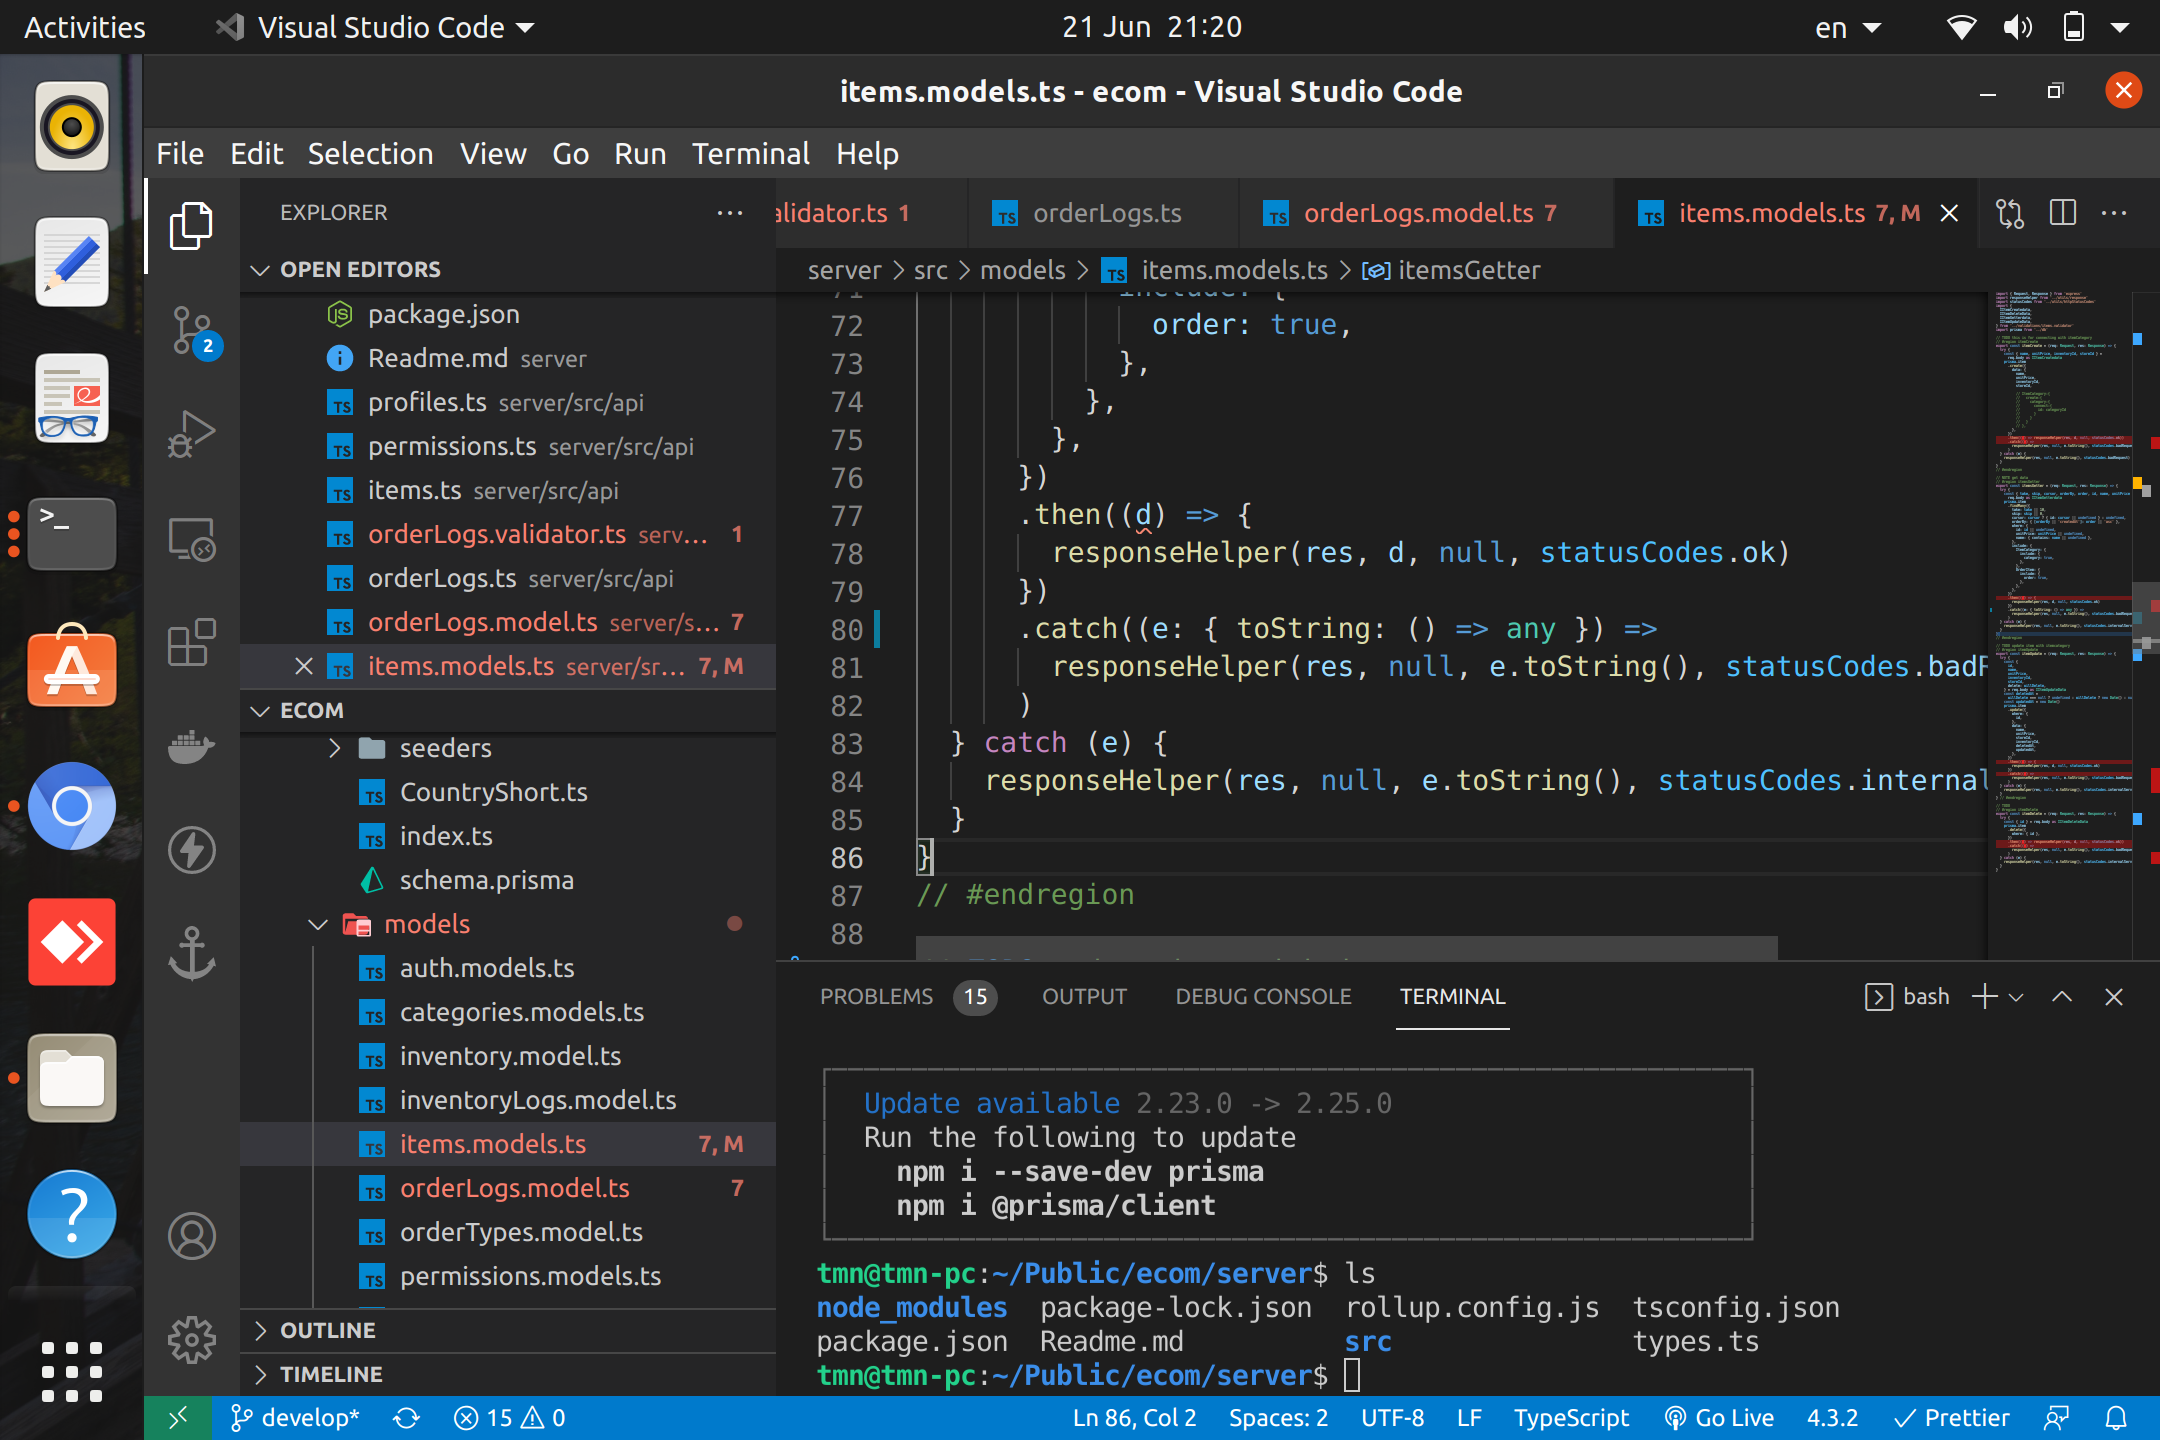 Activities
Visual Studio Code
21 Jun 21:20
en
items.models.ts - ecom - Visual Studio Code
File Edit Selection View Go Run Terminal Help
EXPLORER
OPEN EDITORS
package.json
Readme.md server
profiles.ts server/src/api
permissions.ts server/src/api
items.ts server/src/api
orderLogs.validator.ts serv... 1
orderLogs.ts server/src/api
orderLogs.model.ts server/s... 7
items.models.ts server/sr... 7, M
ECOM
seeders
CountryShort.ts
index.ts
schema.prisma
models
auth.models.ts
categories.models.ts
inventory.model.ts
inventoryLogs.model.ts
items.models.ts 7, M
orderLogs.model.ts 7
orderTypes.model.ts
permissions.models.ts
OUTLINE
TIMELINE
2
alidator.ts 1
orderLogs.ts
orderLogs.model.ts 7
items.models.ts 7, M
server > src > models > items.models.ts > itemsGetter
71 include: {
72 order: true,
73 },
74 },
75 },
76 })
77 .then((d) => {
78 responseHelper(res, d, null, statusCodes.ok)
79 })
80 .catch((e: { toString: () => any }) =>
81 responseHelper(res, null, e.toString(), statusCodes.badR
82 )
83 } catch (e) {
84 responseHelper(res, null, e.toString(), statusCodes.internal
85 }
86 }
87 // #endregion
88
PROBLEMS 15 OUTPUT DEBUG CONSOLE TERMINAL
bash
Update available 2.23.0 -> 2.25.0
Run the following to update
npm i --save-dev prisma
npm i @prisma/client
tmn@tmn-pc:~/Public/ecom/server$ ls
node_modules package-lock.json rollup.config.js tsconfig.json
package.json Readme.md src types.ts
tmn@tmn-pc:~/Public/ecom/server$
develop* 15 0
Ln 86, Col 2 Spaces: 2 UTF-8 LF TypeScript Go Live 4.3.2 Prettier